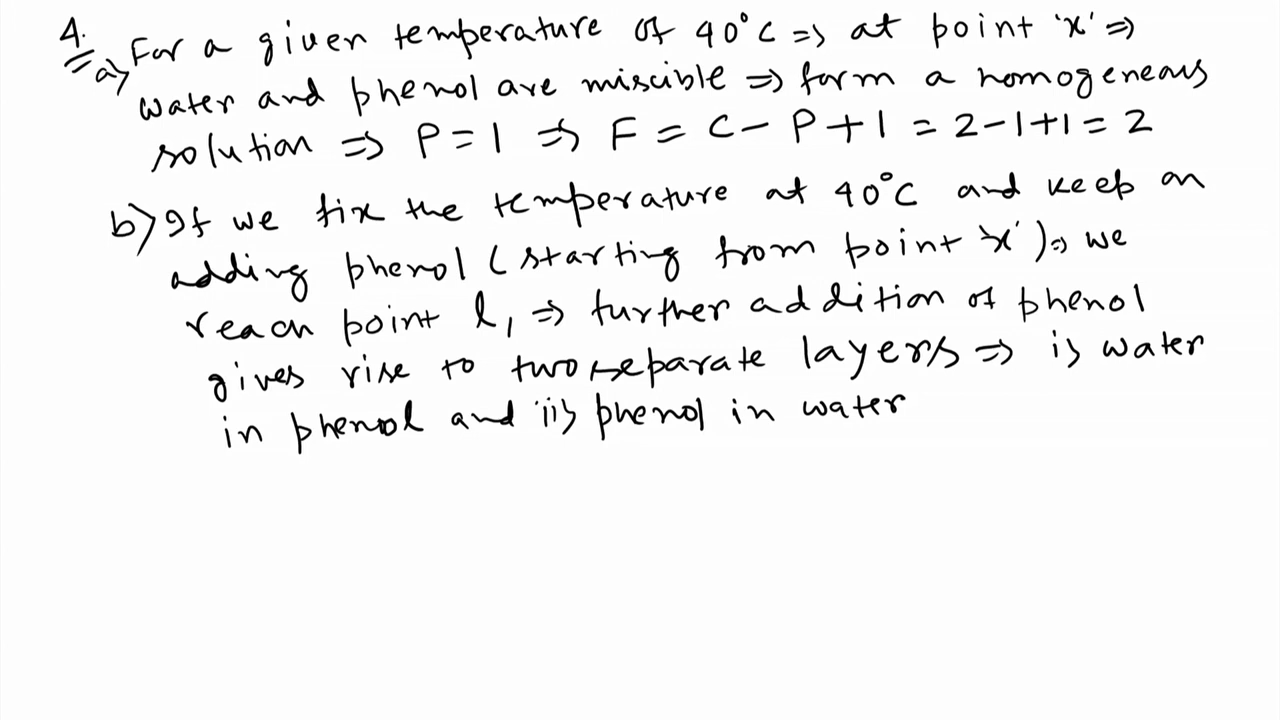 4.
a) For a given temperature of 40°C ⇒ at point 'x' ⇒
water and phenol are miscible ⇒ form a homogeneous
solution ⇒ P = 1 ⇒ F = C - P + 1 = 2 - 1 + 1 = 2
b) If we fix the temperature at 40°C and keep on
adding phenol (starting from point 'x') ⇒ we
reach point l₁ ⇒ further addition of phenol
gives rise to two separate layers ⇒ i) water
in phenol and ii) phenol in water